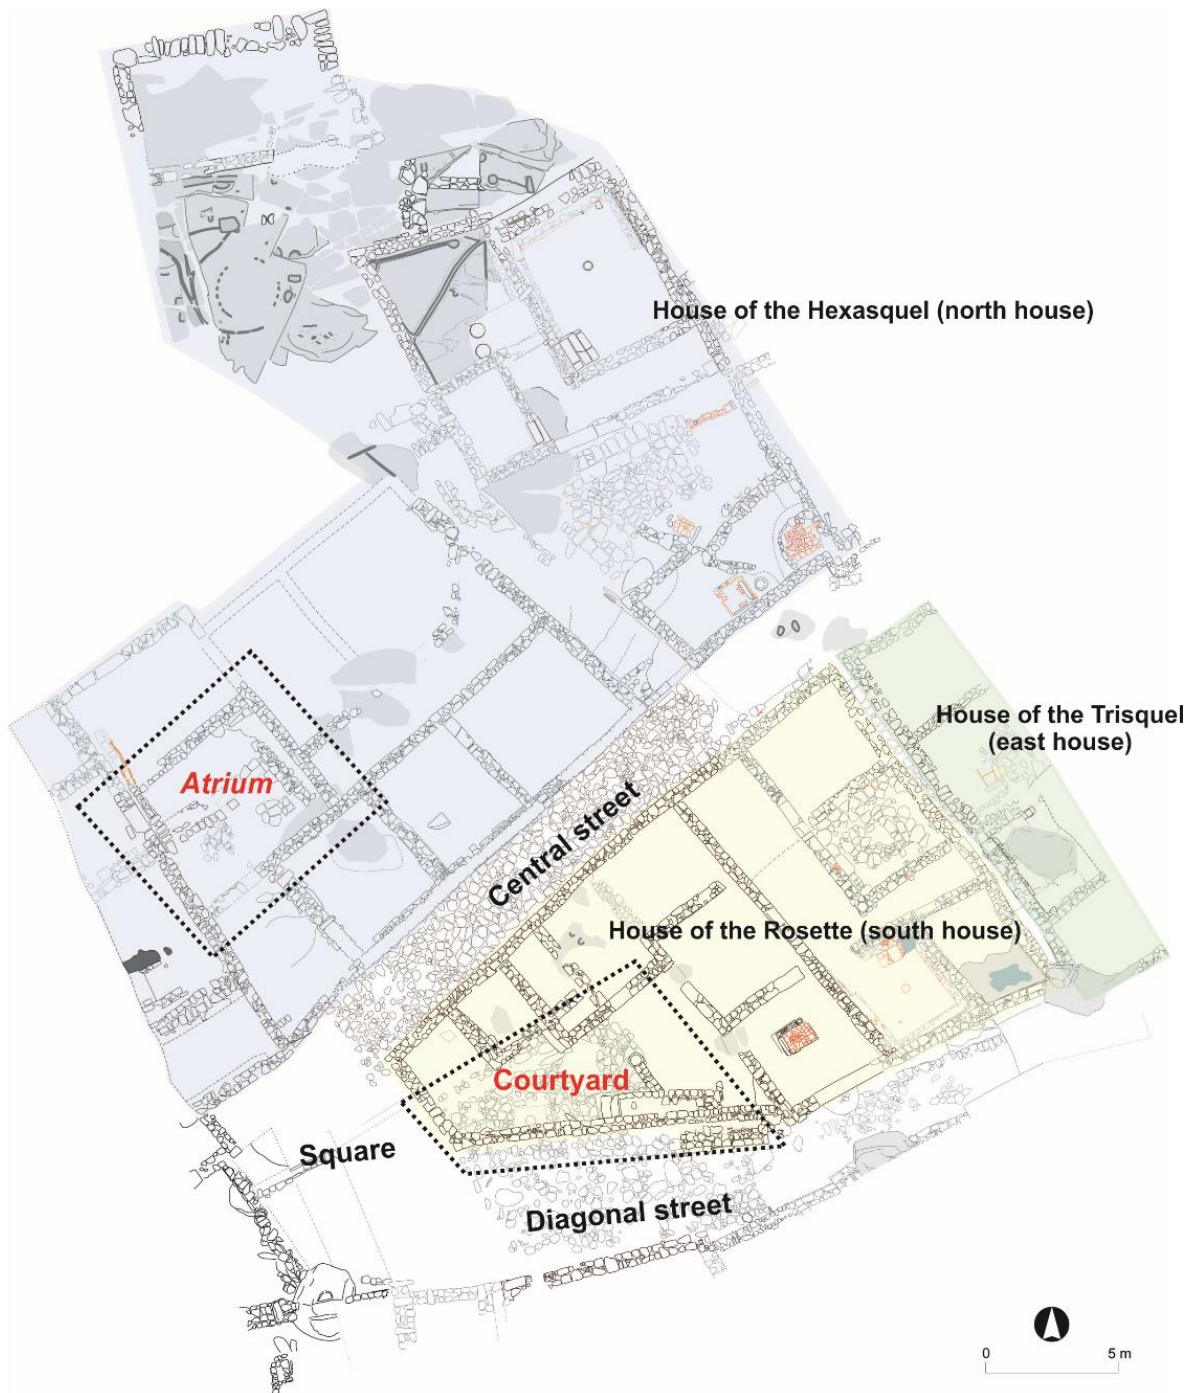 House of the Hexasquel (north house)
House of the Trisquel
(east house)
Atrium
Central street
House of the Rosette (south house)
Courtyard
Square
Diagonal street
0 5 m